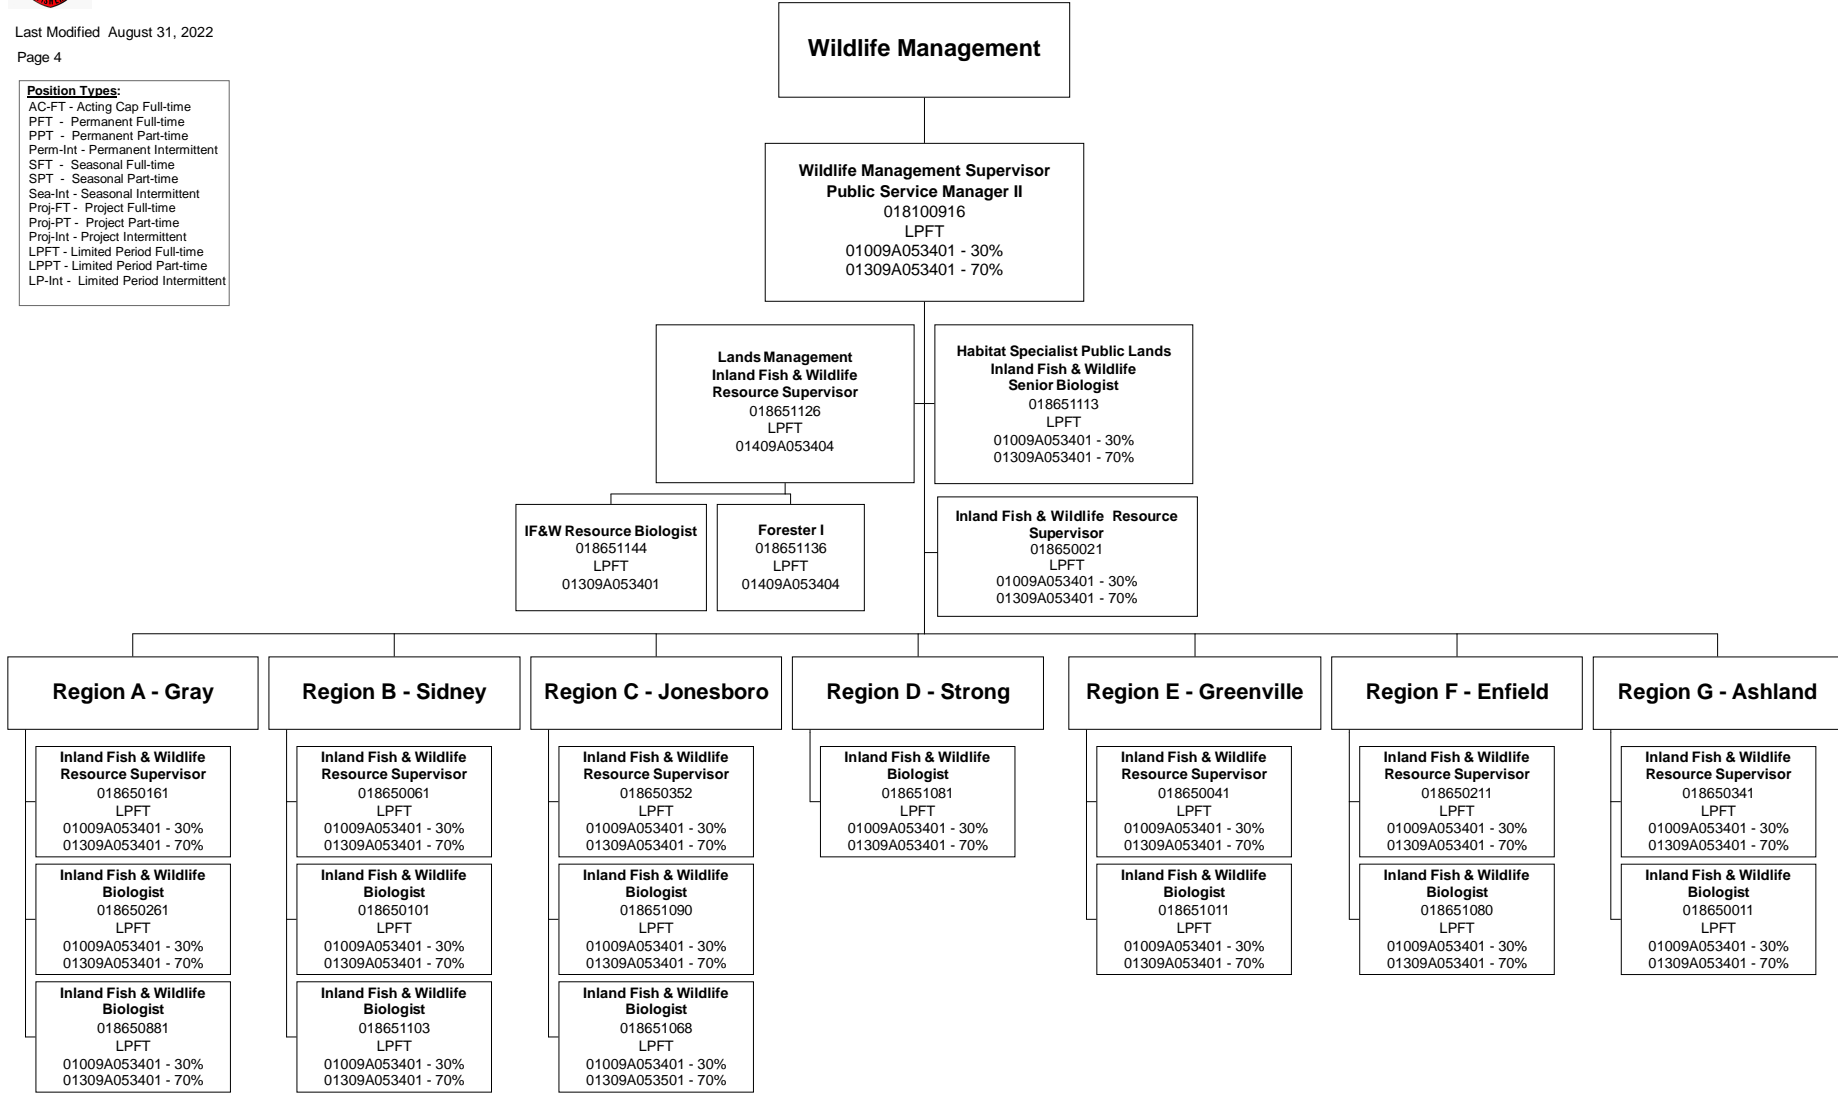 Last Modified August 31, 2022
Page 4
Position Types:
AC-FT - Acting Cap Full-time
PFT - Permanent Full-time
PPT - Permanent Part-time
Perm-Int - Permanent Intermittent
SFT - Seasonal Full-time
SPT - Seasonal Part-time
Sea-Int - Seasonal Intermittent
Proj-FT - Project Full-time
Proj-PT - Project Part-time
Proj-Int - Project Intermittent
LPFT - Limited Period Full-time
LPPT - Limited Period Part-time
LP-Int - Limited Period Intermittent
Wildlife Management
Wildlife Management Supervisor
Public Service Manager II
018100916
LPFT
01009A053401 - 30%
01309A053401 - 70%
Lands Management
Inland Fish & Wildlife
Resource Supervisor
018651126
LPFT
01409A053404
Habitat Specialist Public Lands
Inland Fish & Wildlife
Senior Biologist
018651113
LPFT
01009A053401 - 30%
01309A053401 - 70%
IF&W Resource Biologist
018651144
LPFT
01309A053401
Forester I
018651136
LPFT
01409A053404
Inland Fish & Wildlife Resource
Supervisor
018650021
LPFT
01009A053401 - 30%
01309A053401 - 70%
Region A - Gray
Inland Fish & Wildlife
Resource Supervisor
018650161
LPFT
01009A053401 - 30%
01309A053401 - 70%
Inland Fish & Wildlife
Biologist
018650261
LPFT
01009A053401 - 30%
01309A053401 - 70%
Inland Fish & Wildlife
Biologist
018650881
LPFT
01009A053401 - 30%
01309A053401 - 70%
Region B - Sidney
Inland Fish & Wildlife
Resource Supervisor
018650061
LPFT
01009A053401 - 30%
01309A053401 - 70%
Inland Fish & Wildlife
Biologist
018650101
LPFT
01009A053401 - 30%
01309A053401 - 70%
Inland Fish & Wildlife
Biologist
018651103
LPFT
01009A053401 - 30%
01309A053401 - 70%
Region C - Jonesboro
Inland Fish & Wildlife
Resource Supervisor
018650352
LPFT
01009A053401 - 30%
01309A053401 - 70%
Inland Fish & Wildlife
Biologist
018651090
LPFT
01009A053401 - 30%
01309A053401 - 70%
Inland Fish & Wildlife
Biologist
018651068
LPFT
01009A053401 - 30%
01309A053501 - 70%
Region D - Strong
Inland Fish & Wildlife
Biologist
018651081
LPFT
01009A053401 - 30%
01309A053401 - 70%
Region E - Greenville
Inland Fish & Wildlife
Resource Supervisor
018650041
LPFT
01009A053401 - 30%
01309A053401 - 70%
Inland Fish & Wildlife
Biologist
018651011
LPFT
01009A053401 - 30%
01309A053401 - 70%
Region F - Enfield
Inland Fish & Wildlife
Resource Supervisor
018650211
LPFT
01009A053401 - 30%
01309A053401 - 70%
Inland Fish & Wildlife
Biologist
018651080
LPFT
01009A053401 - 30%
01309A053401 - 70%
Region G - Ashland
Inland Fish & Wildlife
Resource Supervisor
018650341
LPFT
01009A053401 - 30%
01309A053401 - 70%
Inland Fish & Wildlife
Biologist
018650011
LPFT
01009A053401 - 30%
01309A053401 - 70%